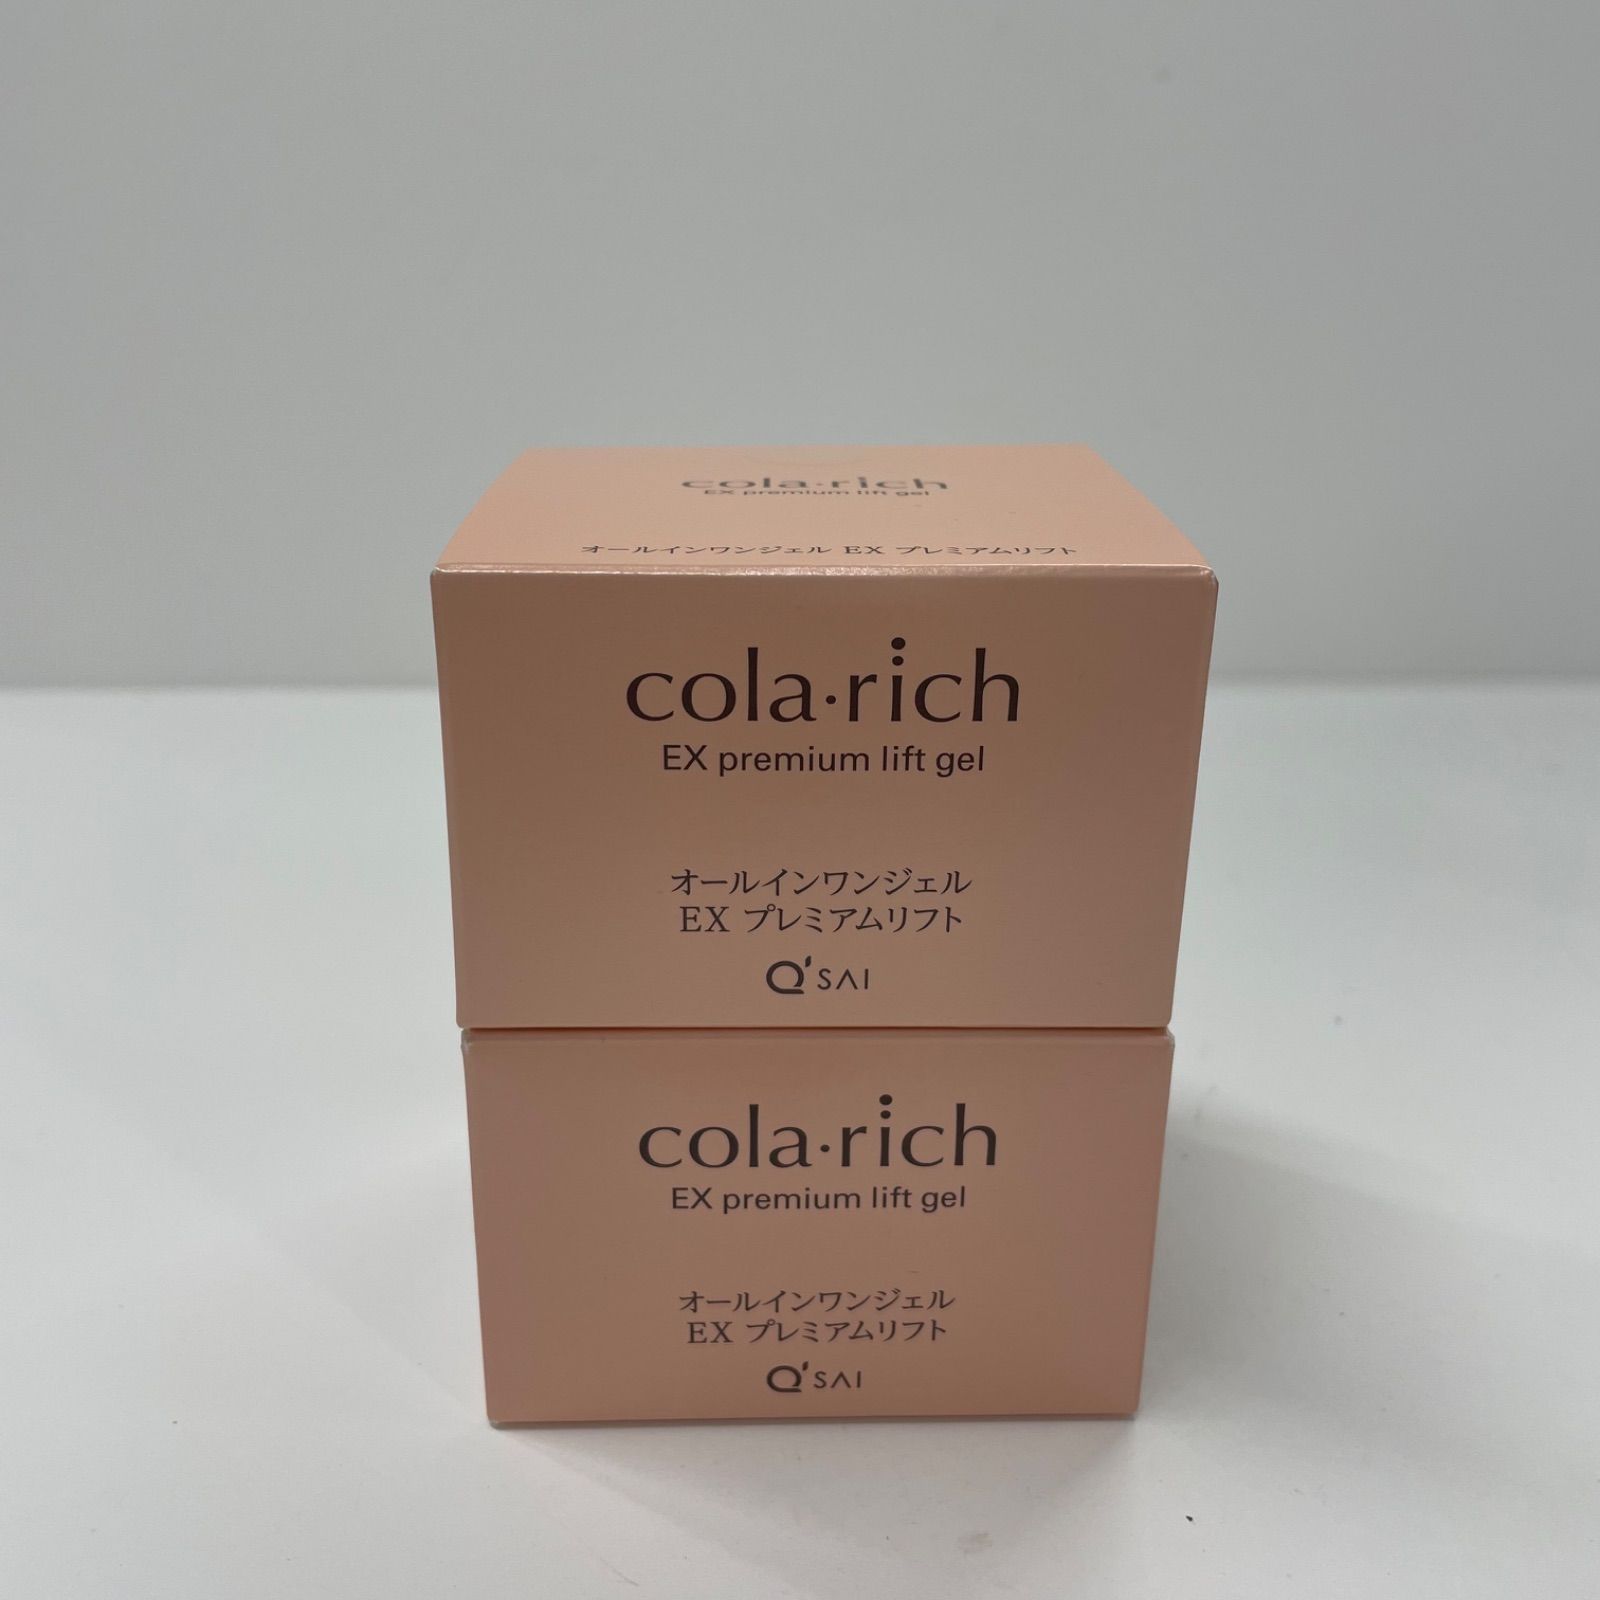 cola·rich
EX premium lift gel
オールインワンジェル EX プレミアムリフト
cola·rich
EX premium lift gel
オールインワンジェル
EX プレミアムリフト
Q'SAI
cola·rich
EX premium lift gel
オールインワンジェル
EX プレミアムリフト
Q'SAI